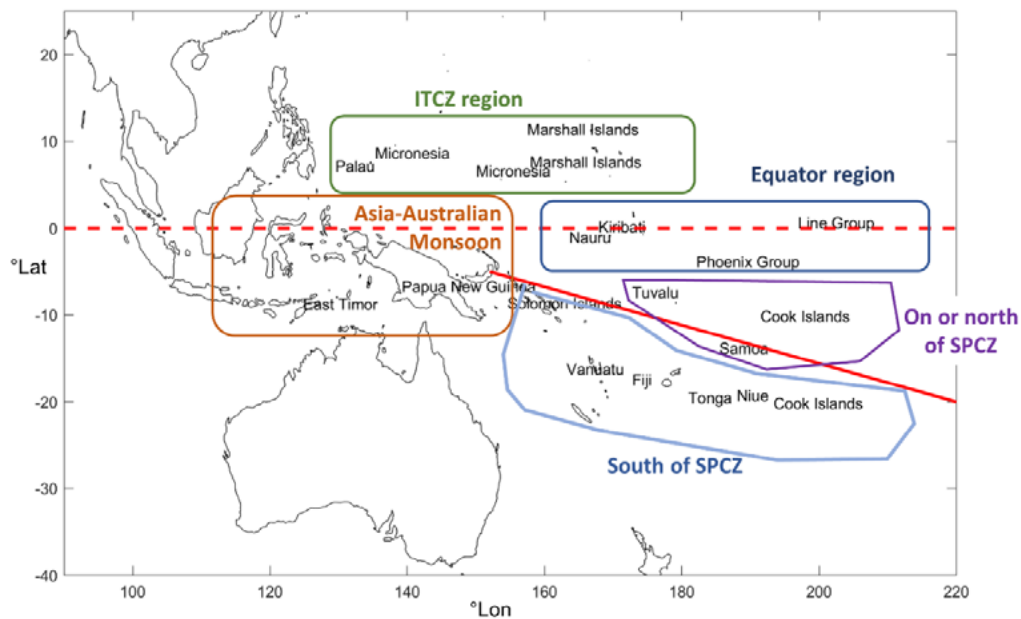 20
ITCZ region
10
Marshall Islands
Micronesia
Marshall Islands
Palau
Micronesia
Equator region
Asia-Australian
Monsoon
Line Group
Kiribati
0
Nauru
°Lat
Phoenix Group
Papua New Guinea
Tuvalu
East Timor
Solomon Islands
-10
Cook Islands
On or north
of SPCZ
Samoa
Vanuatu
Fiji
Tonga
Niue
Cook Islands
-20
South of SPCZ
-30
-40
100
120
140
160
180
200
220
°Lon